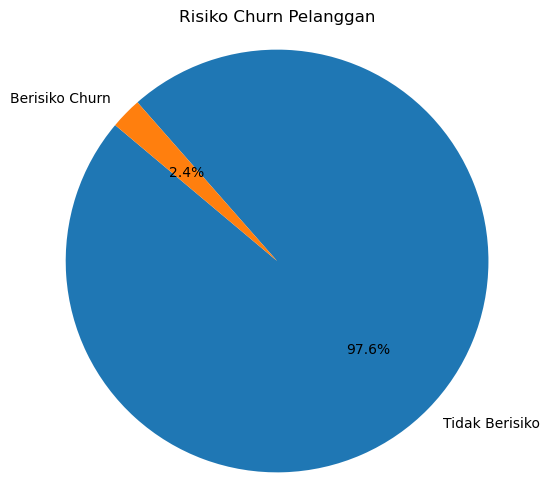 Risiko Churn Pelanggan
Berisiko Churn
2.4%
97.6%
Tidak Berisiko